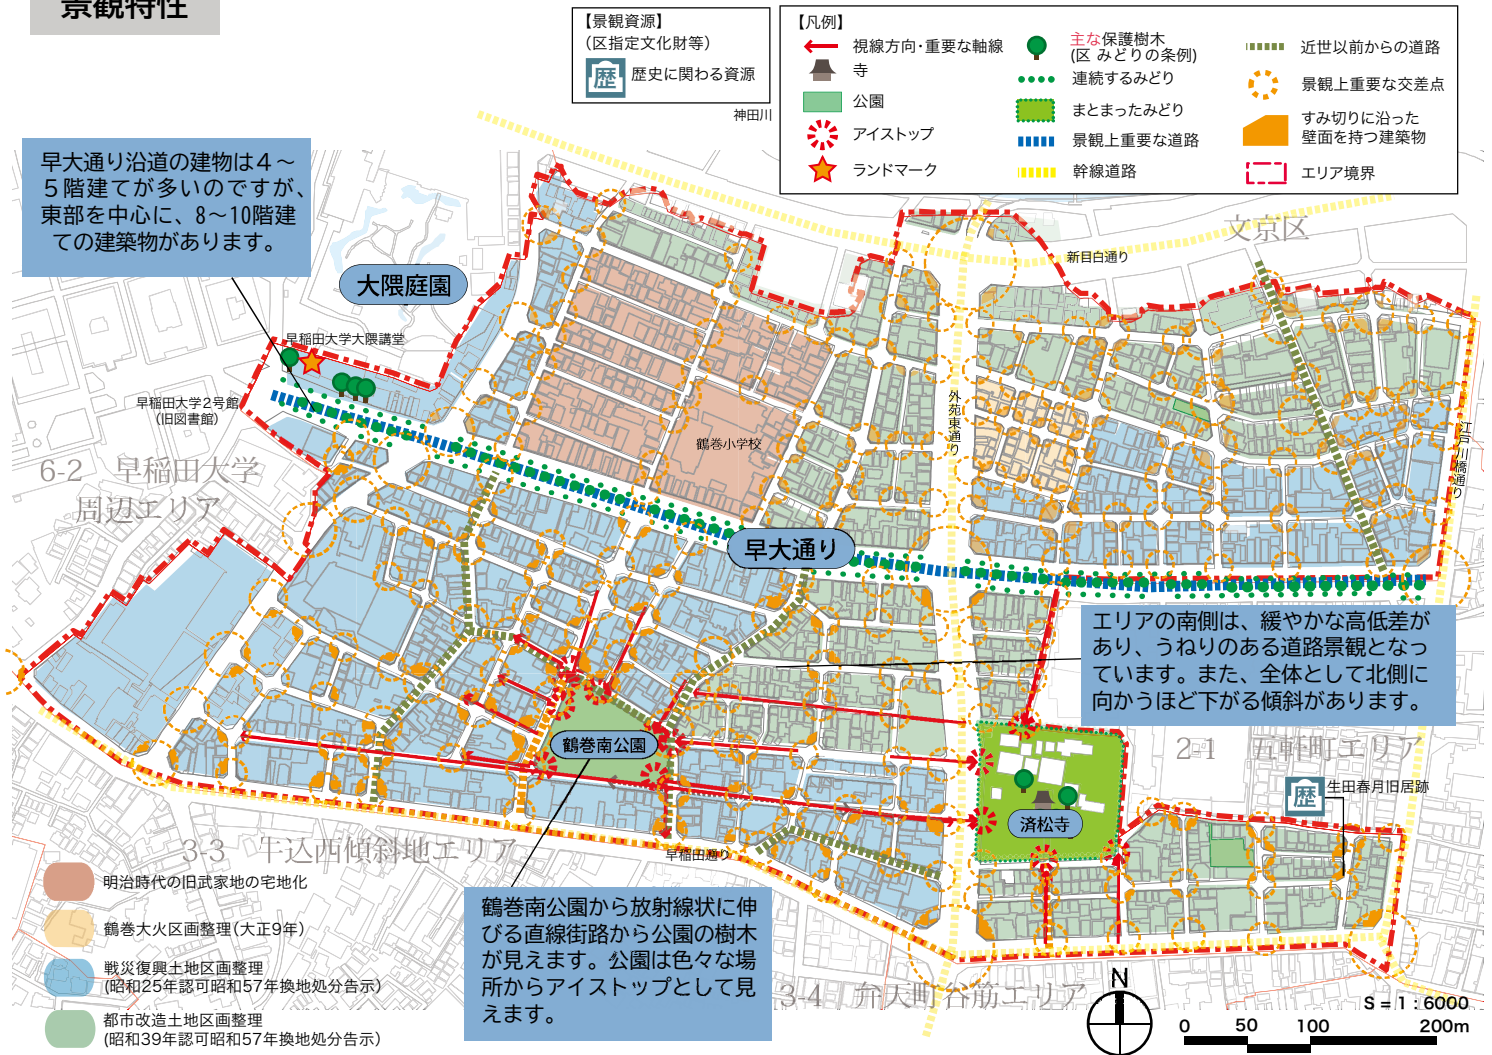 景観特性
【景観資源】
(区指定文化財等)
歴
歴史に関わる資源
【凡例】
視線方向・重要な軸線
寺
公園
アイストップ
ランドマーク
主な保護樹木
(区 みどりの条例)
連続するみどり
まとまったみどり
景観上重要な道路
幹線道路
近世以前からの道路
景観上重要な交差点
すみ切りに沿った
壁面を持つ建築物
エリア境界
神田川
早大通り沿道の建物は４～
５階建てが多いのですが、
東部を中心に、8～10階建
ての建築物があります。
大隈庭園
文京区
新目白通り
早稲田大学大隈講堂
早稲田大学2号館
(旧図書館)
外苑東通り
江戸川橋通り
鶴巻小学校
6-2 早稲田大学
周辺エリア
早大通り
エリアの南側は、緩やかな高低差が
あり、うねりのある道路景観となっ
ています。また、全体として北側に
向かうほど下がる傾斜があります。
鶴巻南公園
2-1 五軒町エリア
歴
生田春月旧居跡
済松寺
3-3 牛込西傾斜地エリア
早稲田通り
明治時代の旧武家地の宅地化
鶴巻大火区画整理(大正9年)
戦災復興土地区画整理
(昭和25年認可昭和57年換地処分告示)
都市改造土地区画整理
(昭和39年認可昭和57年換地処分告示)
鶴巻南公園から放射線状に伸
びる直線街路から公園の樹木
が見えます。公園は色々な場
所からアイストップとして見
えます。
3-4 弁天町谷筋エリア
N
S = 1 : 6000
0 50 100 200m